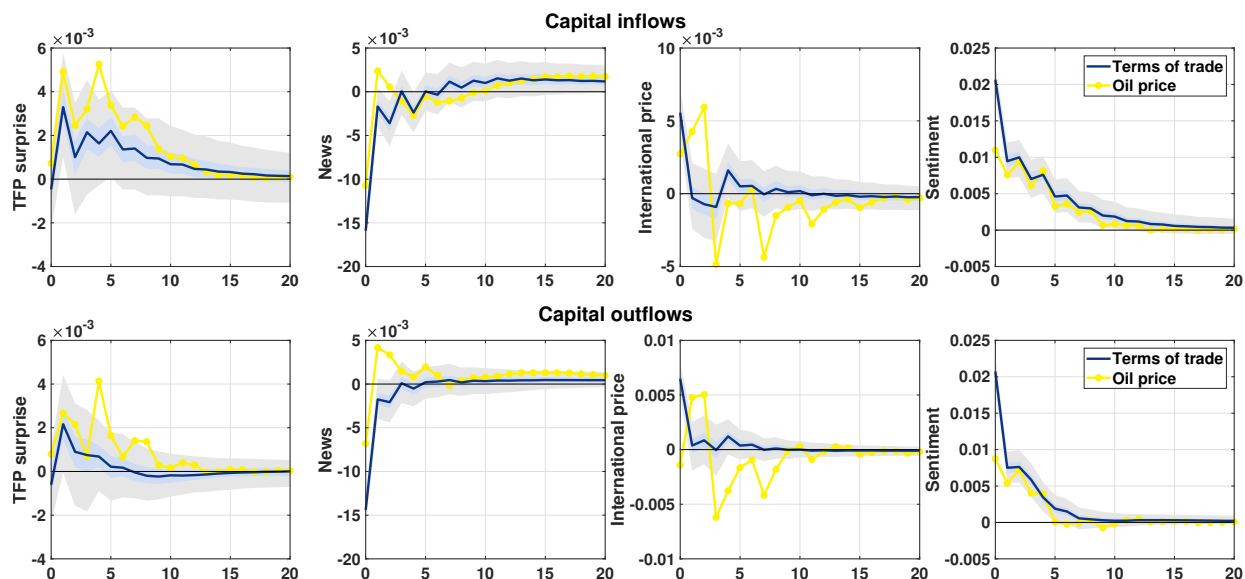 Capital inflows
×10⁻³
6
4
2
0
-2
-4
0 5 10 15 20
TFP surprise
×10⁻³
5
0
-5
-10
-15
-20
0 5 10 15 20
News
×10⁻³
10
5
0
-5
0 5 10 15 20
International price
0.025
0.02
0.015
0.01
0.005
0
-0.005
0 5 10 15 20
Sentiment
Terms of trade
Oil price
Capital outflows
×10⁻³
6
4
2
0
-2
-4
0 5 10 15 20
TFP surprise
×10⁻³
5
0
-5
-10
-15
-20
0 5 10 15 20
News
0.01
0.005
0
-0.005
-0.01
0 5 10 15 20
International price
0.025
0.02
0.015
0.01
0.005
0
-0.005
0 5 10 15 20
Sentiment
Terms of trade
Oil price